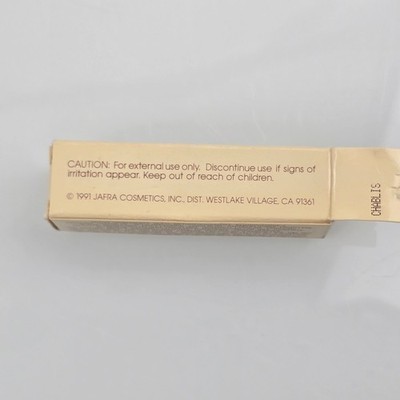 CAUTION: For external use only. Discontinue use if signs of
irritation appear. Keep out of reach of children.
© 1991 JAFRA COSMETICS, INC., DIST. WESTLAKE VILLAGE, CA 91361
CHABLIS